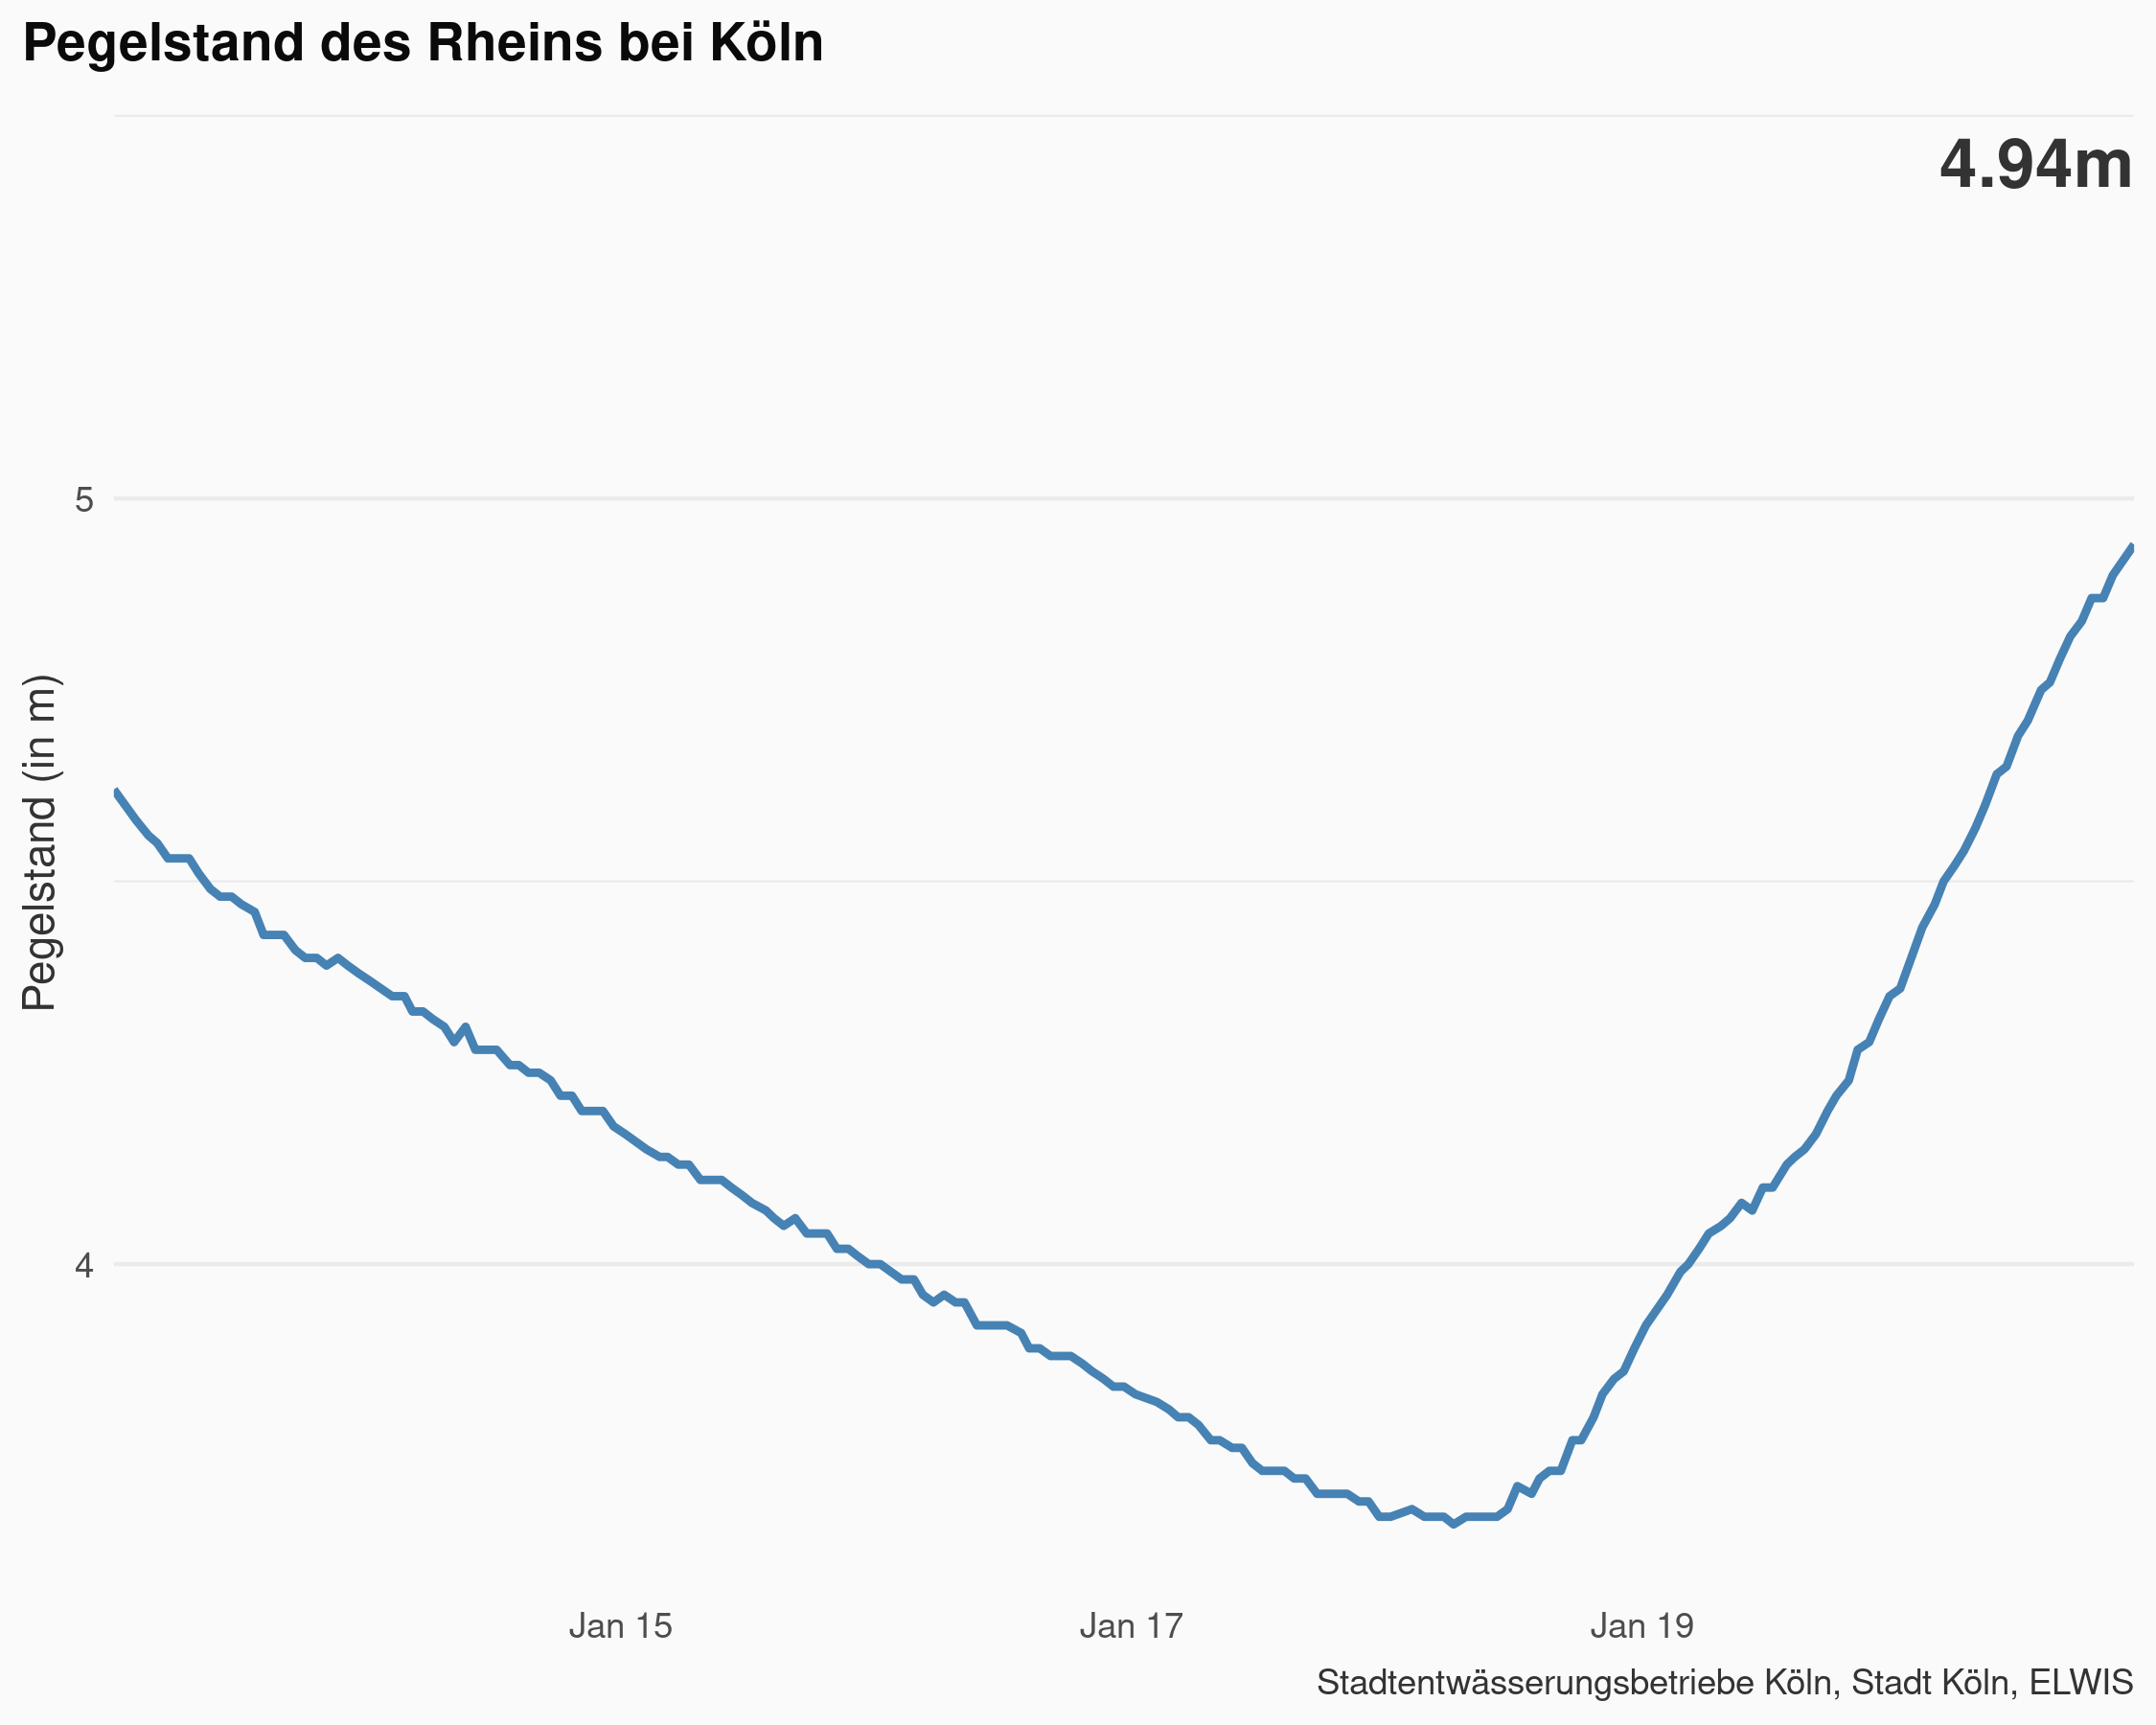 Pegelstand des Rheins bei Köln
4.94m
Pegelstand (in m)
5
4
Jan 15
Jan 17
Jan 19
Stadtentwässerungsbetriebe Köln, Stadt Köln, ELWIS